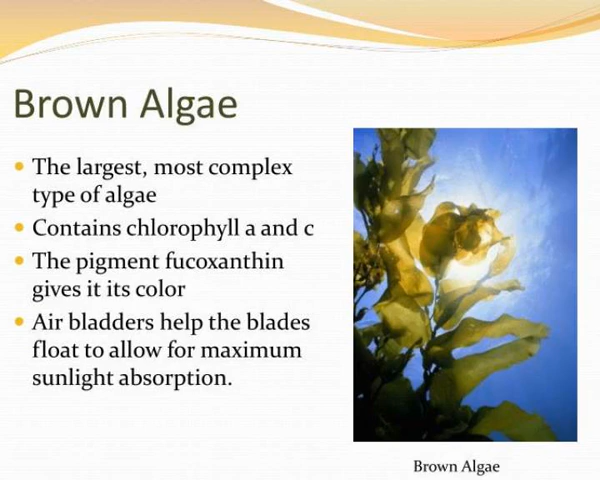 Brown Algae
The largest, most complex
type of algae
Contains chlorophyll a and c
The pigment fucoxanthin
gives it its color
Air bladders help the blades
float to allow for maximum
sunlight absorption.
Brown Algae